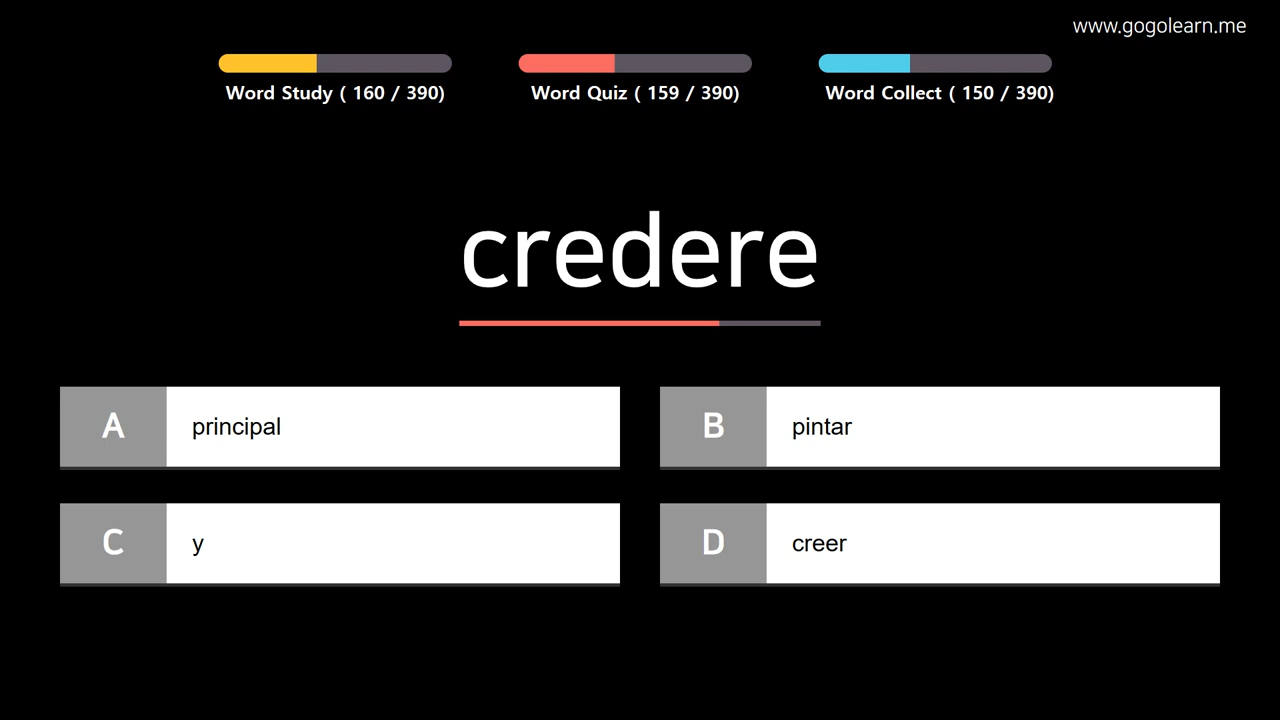 www.gogolearn.me
Word Study ( 160 / 390)
Word Quiz ( 159 / 390)
Word Collect ( 150 / 390)
credere
A principal
B pintar
C y
D creer